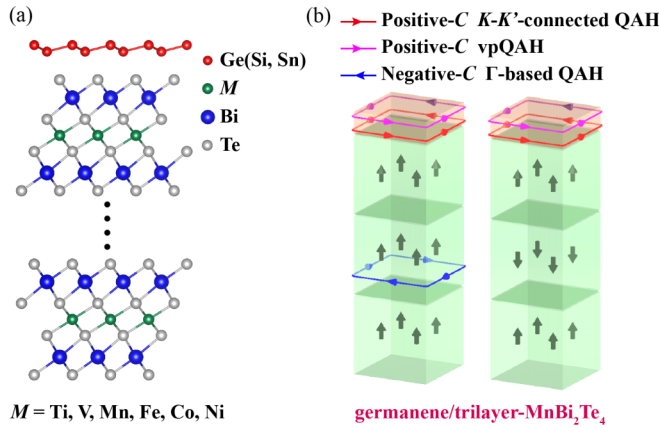 (a)
Ge(Si, Sn)
M
Bi
Te
M = Ti, V, Mn, Fe, Co, Ni
(b)
Positive-C K-K'-connected QAH
Positive-C vpQAH
Negative-C Γ-based QAH
germanene/trilayer-MnBi₂Te₄